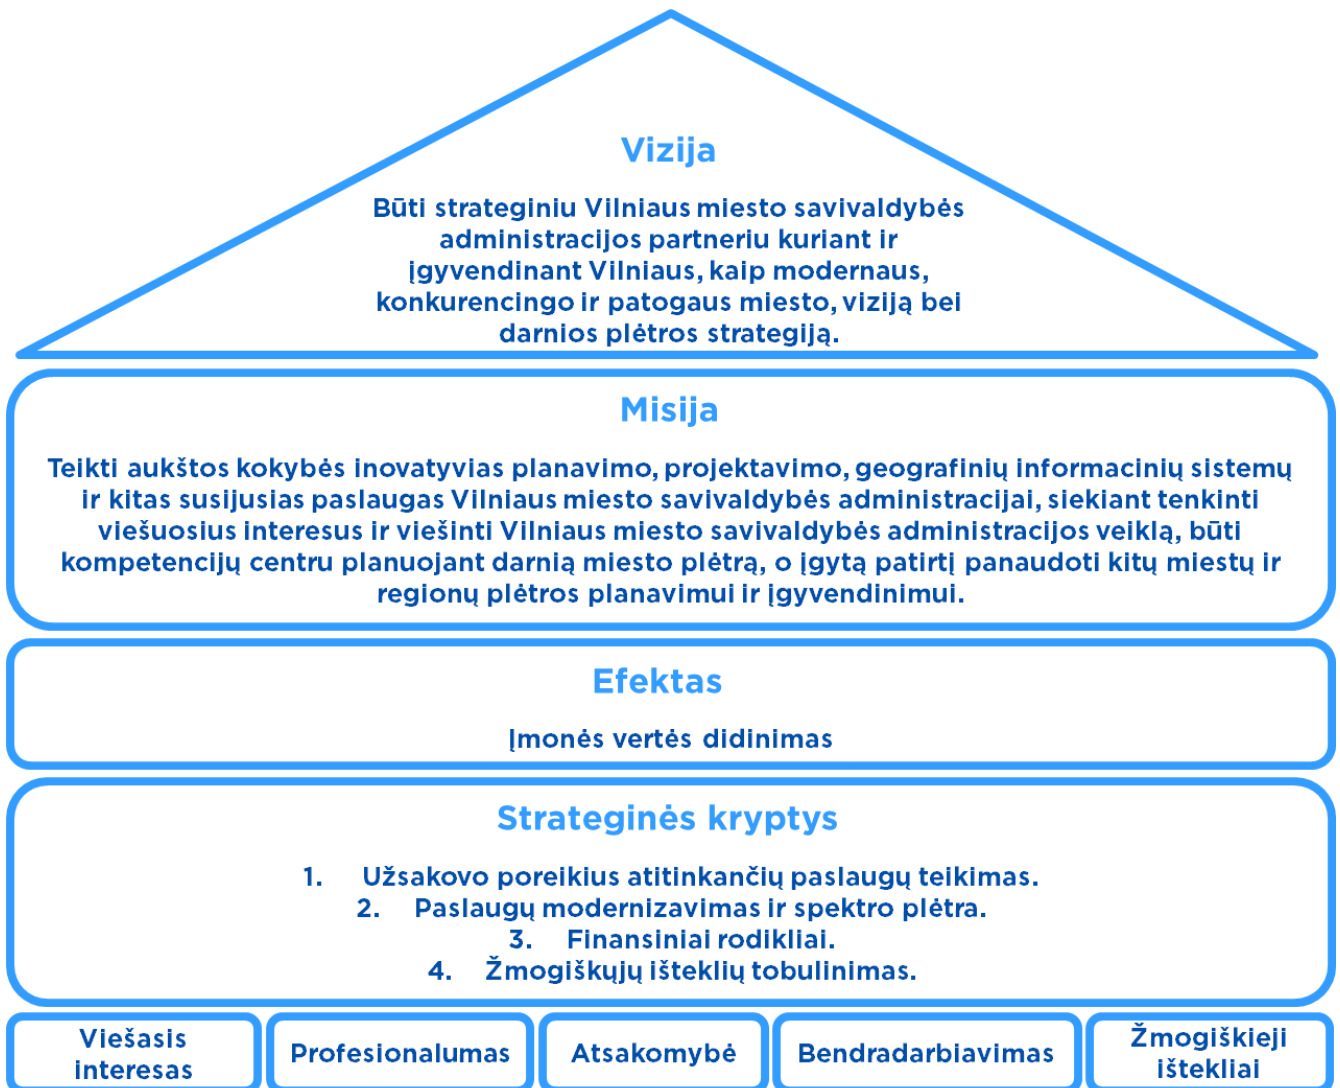 Vizija
Būti strateginiu Vilniaus miesto savivaldybės
administracijos partneriu kuriant ir
įgyvendinant Vilniaus, kaip modernaus,
konkurencingo ir patogaus miesto, viziją bei
darnios plėtros strategiją.
Misija
Teikti aukštos kokybės inovatyvias planavimo, projektavimo, geografinių informacinių sistemų
ir kitas susijusias paslaugas Vilniaus miesto savivaldybės administracijai, siekiant tenkinti
viešuosius interesus ir viešinti Vilniaus miesto savivaldybės administracijos veiklą, būti
kompetencijų centru planuojant darnią miesto plėtrą, o įgytą patirtį panaudoti kitų miestų ir
regionų plėtros planavimui ir įgyvendinimui.
Efektas
Įmonės vertės didinimas
Strateginės kryptys
1. Užsakovo poreikius atitinkančių paslaugų teikimas.
2. Paslaugų modernizavimas ir spektro plėtra.
3. Finansiniai rodikliai.
4. Žmogiškųjų išteklių tobulinimas.
Viešasis
interesas
Profesionalumas
Atsakomybė
Bendradarbiavimas
Žmogiškieji
ištekliai